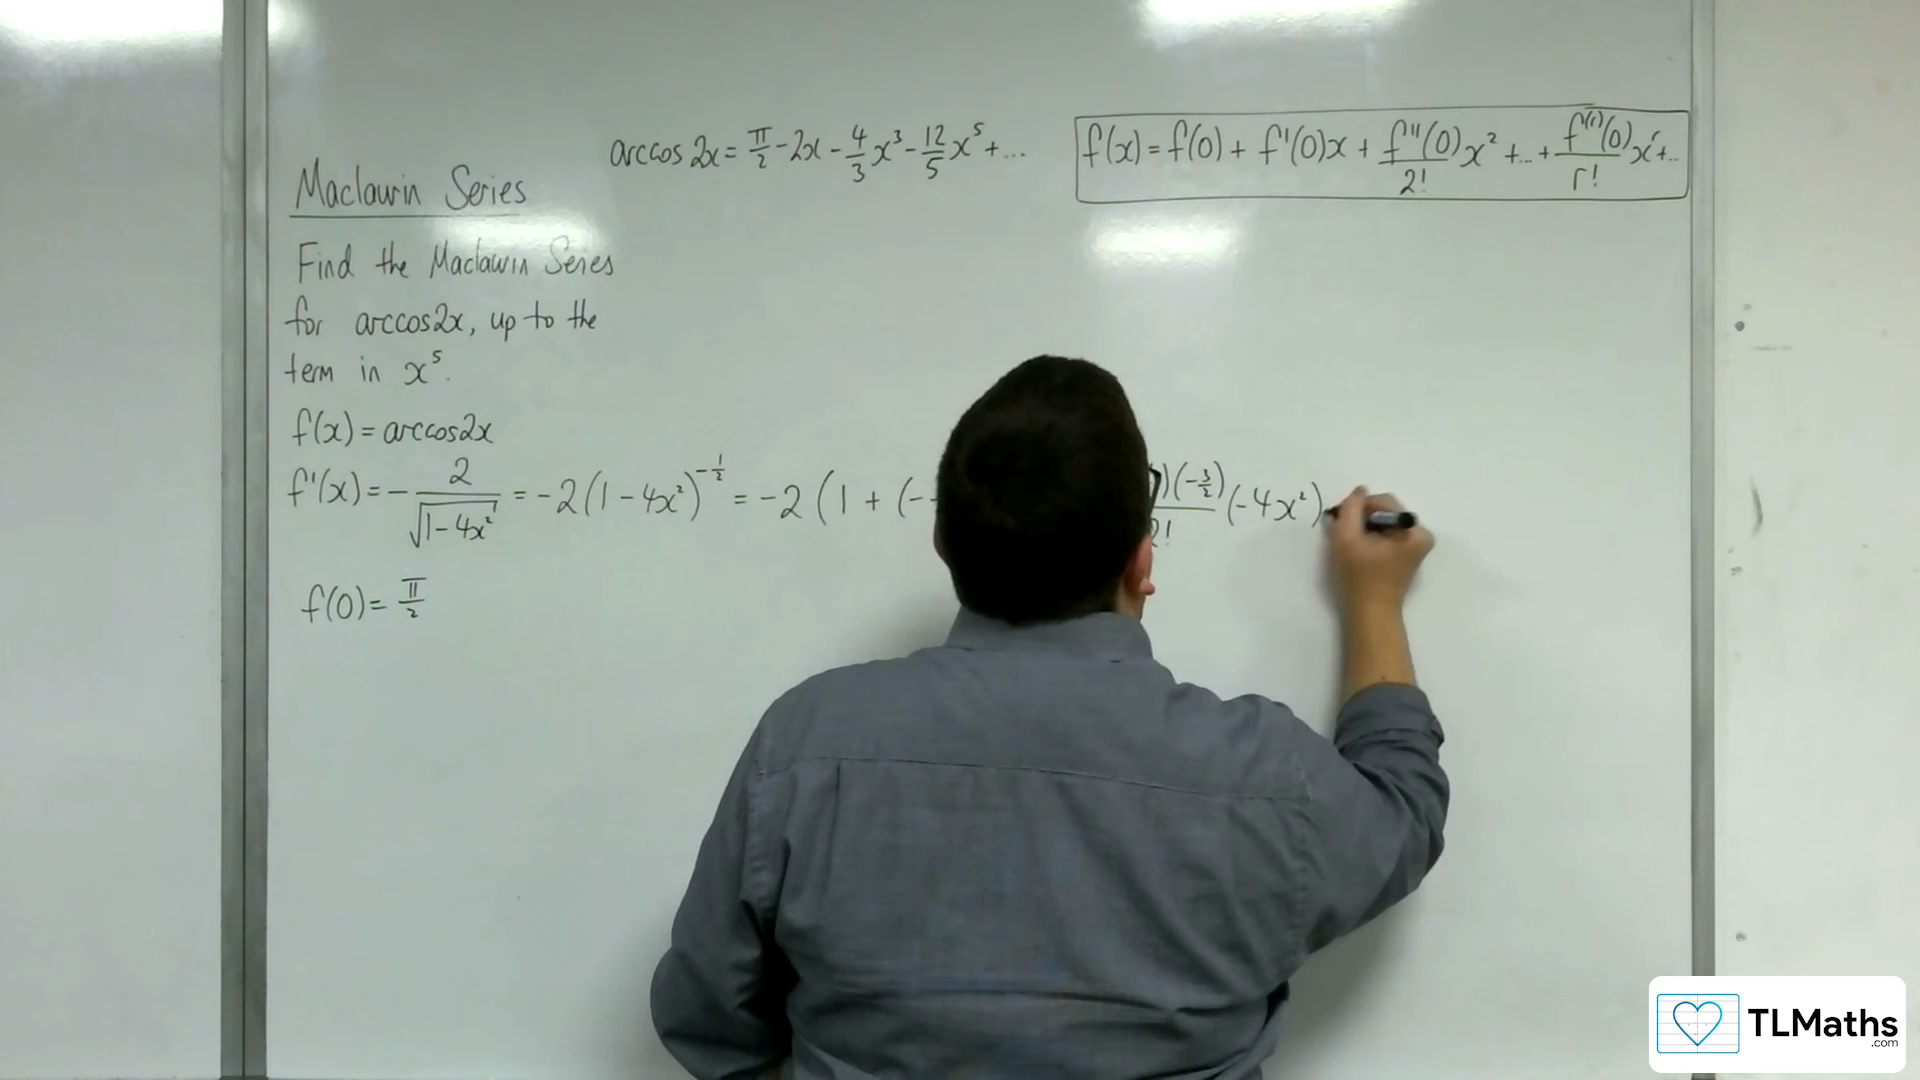 arccos 2x = π/2 - 2x - 4/3 x³ - 12/5 x⁵ + ...
f(x) = f(0) + f'(0)x + f''(0)/2! x² + ... + f⁽ʳ⁾(0)/r! xʳ + ...
Maclaurin Series
Find the Maclaurin Series
for arccos2x, up to the
term in x⁵.
f(x) = arccos2x
f'(x) = - 2/√(1-4x²) = -2(1-4x²)^(-1/2) = -2(1 + (- )(-3/2)/2! (-4x²)
f(0) = π/2
TLMaths
.com